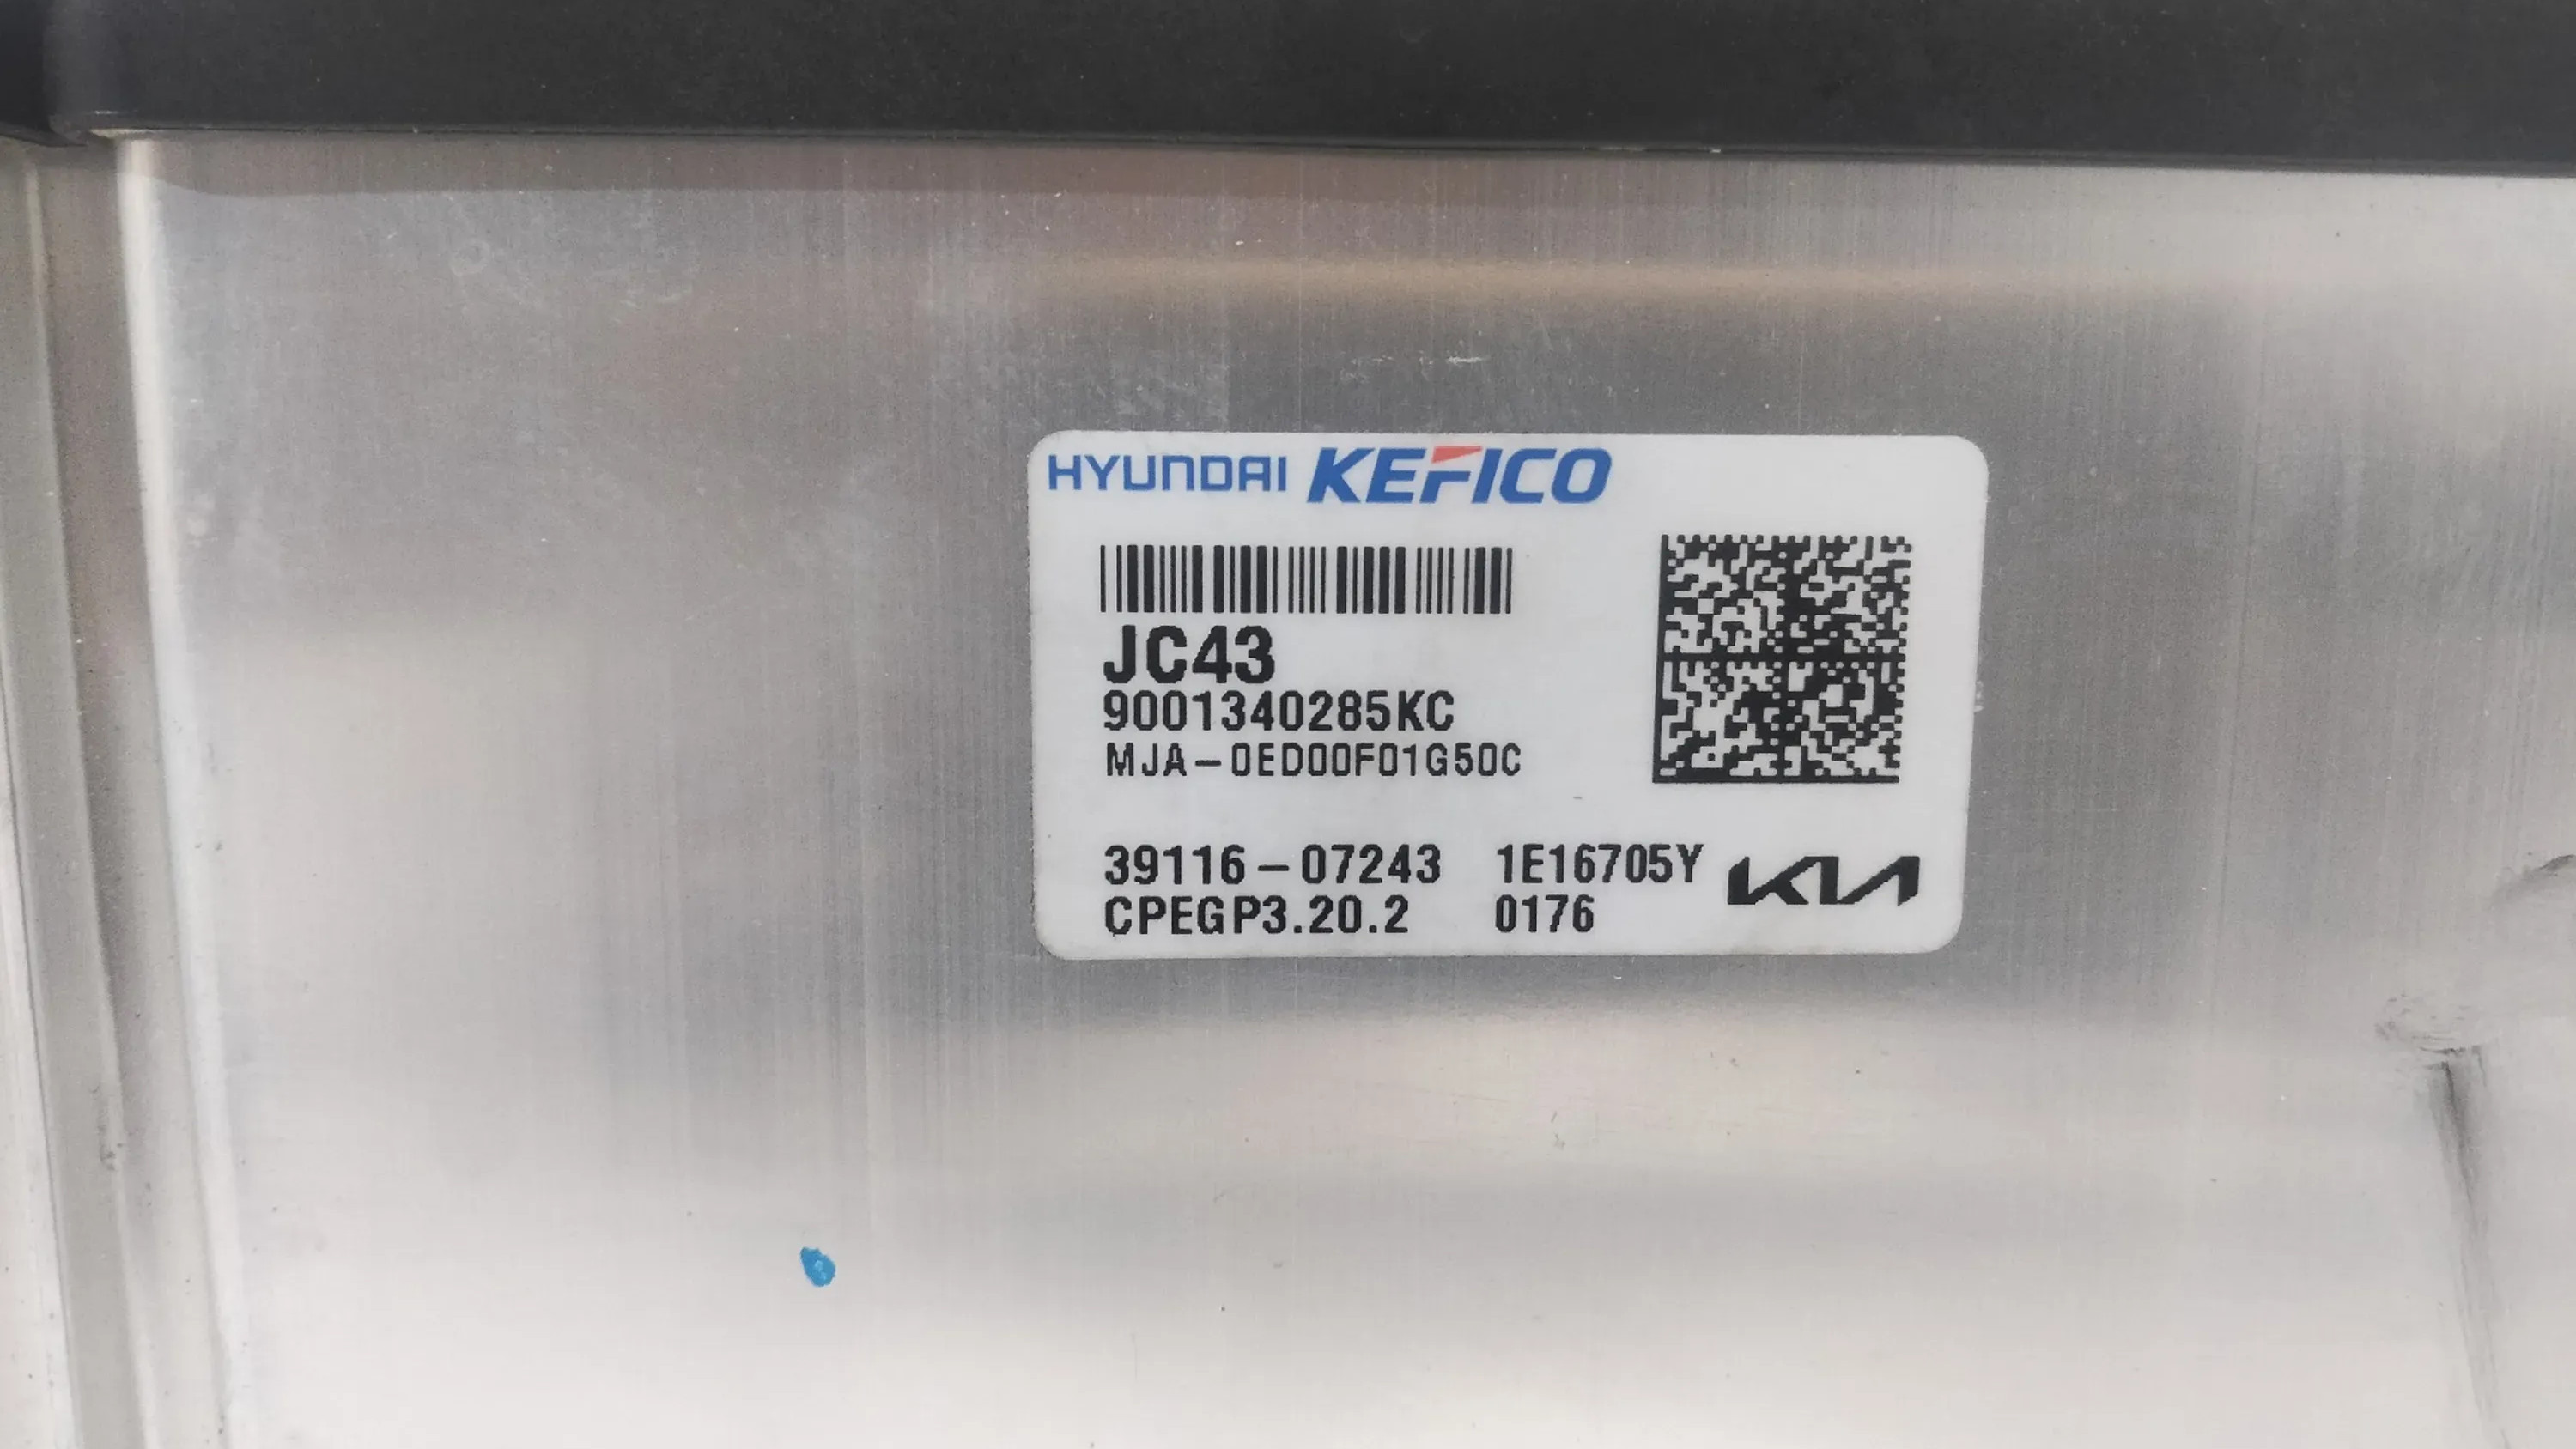 HYUNDAI KEFICO
JC43
9001340285KC
MJA-0ED00F01G50C
39116-07243 1E16705Y
CPEGP3.20.2 0176
KIA